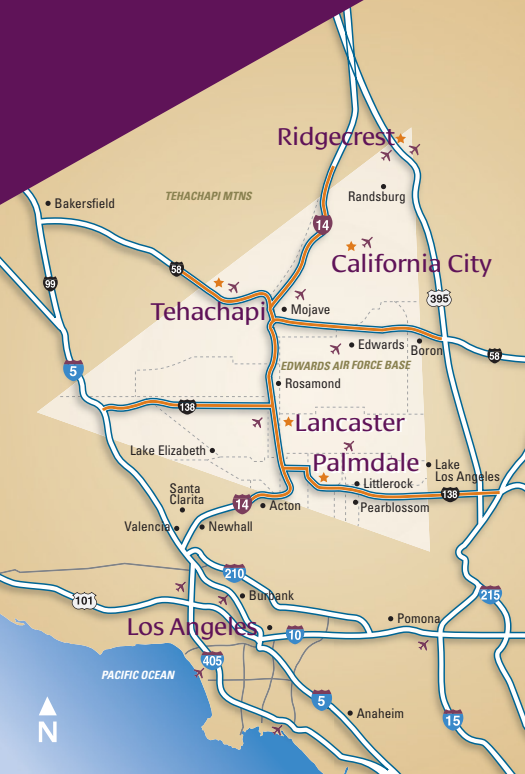 Ridgecrest
TEHACHAPI MTNS
Randsburg
Bakersfield
14
58
California City
99
395
Tehachapi
Mojave
Edwards
Boron
58
5
EDWARDS AIR FORCE BASE
Rosamond
138
Lancaster
Lake Elizabeth
Palmdale
Lake
Los Angeles
Littlerock
138
Santa
Clarita
14
Acton
Pearblossom
Valencia
Newhall
210
101
Burbank
215
Pomona
Los Angeles
10
405
PACIFIC OCEAN
5
Anaheim
15
N